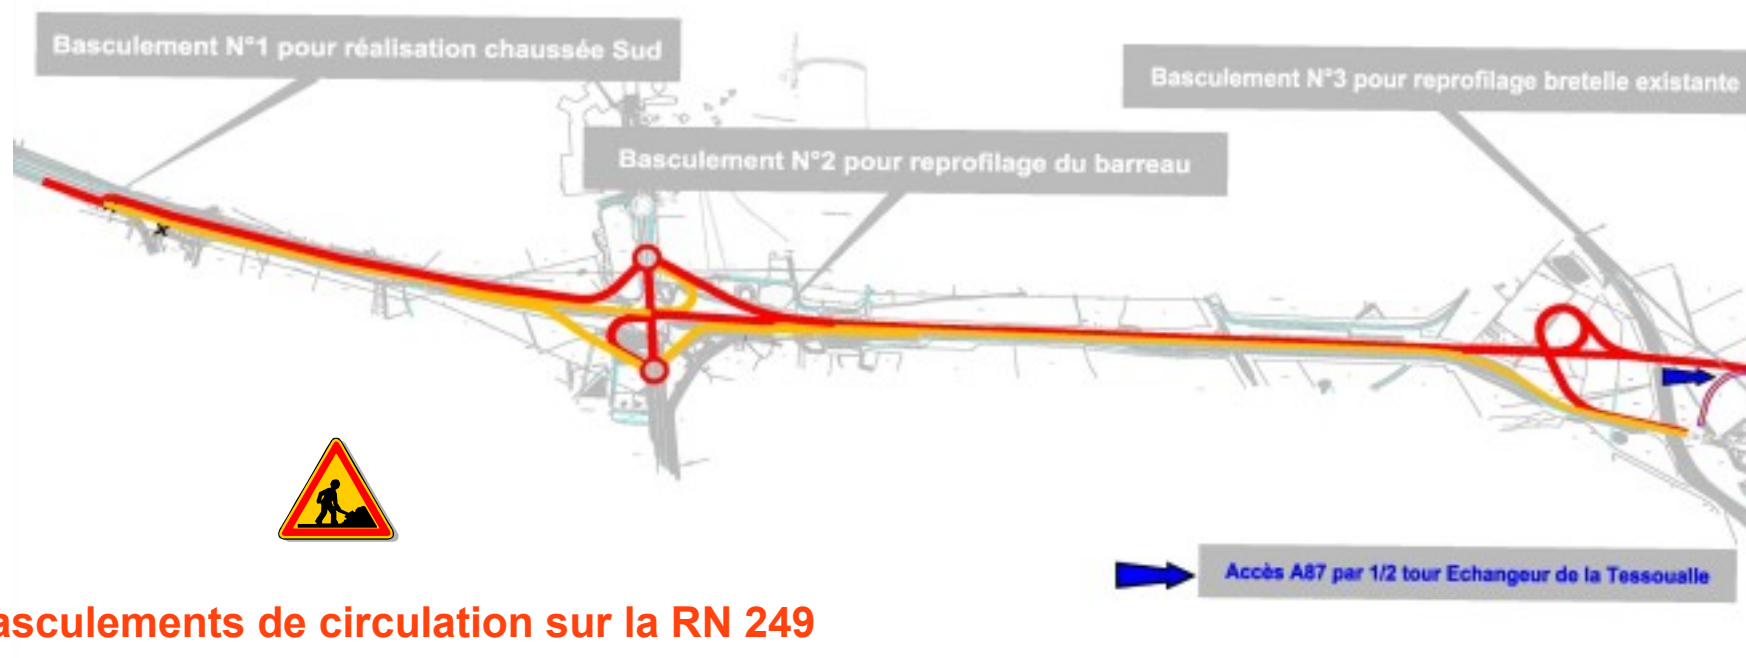 Basculement N°1 pour réalisation chaussée Sud
Basculement N°3 pour reprofilage bretelle existante
Basculement N°2 pour reprofilage du barreau
Accès A87 par 1/2 tour Echangeur de la Tessoualle
asculements de circulation sur la RN 249